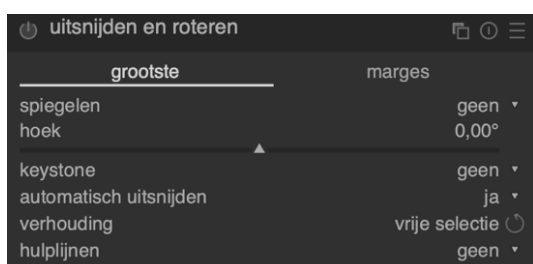 uitsnijden en roteren
grootste marges
spiegelen geen
hoek 0,00°
keystone geen
automatisch uitsnijden ja
verhouding vrije selectie
hulplijnen geen